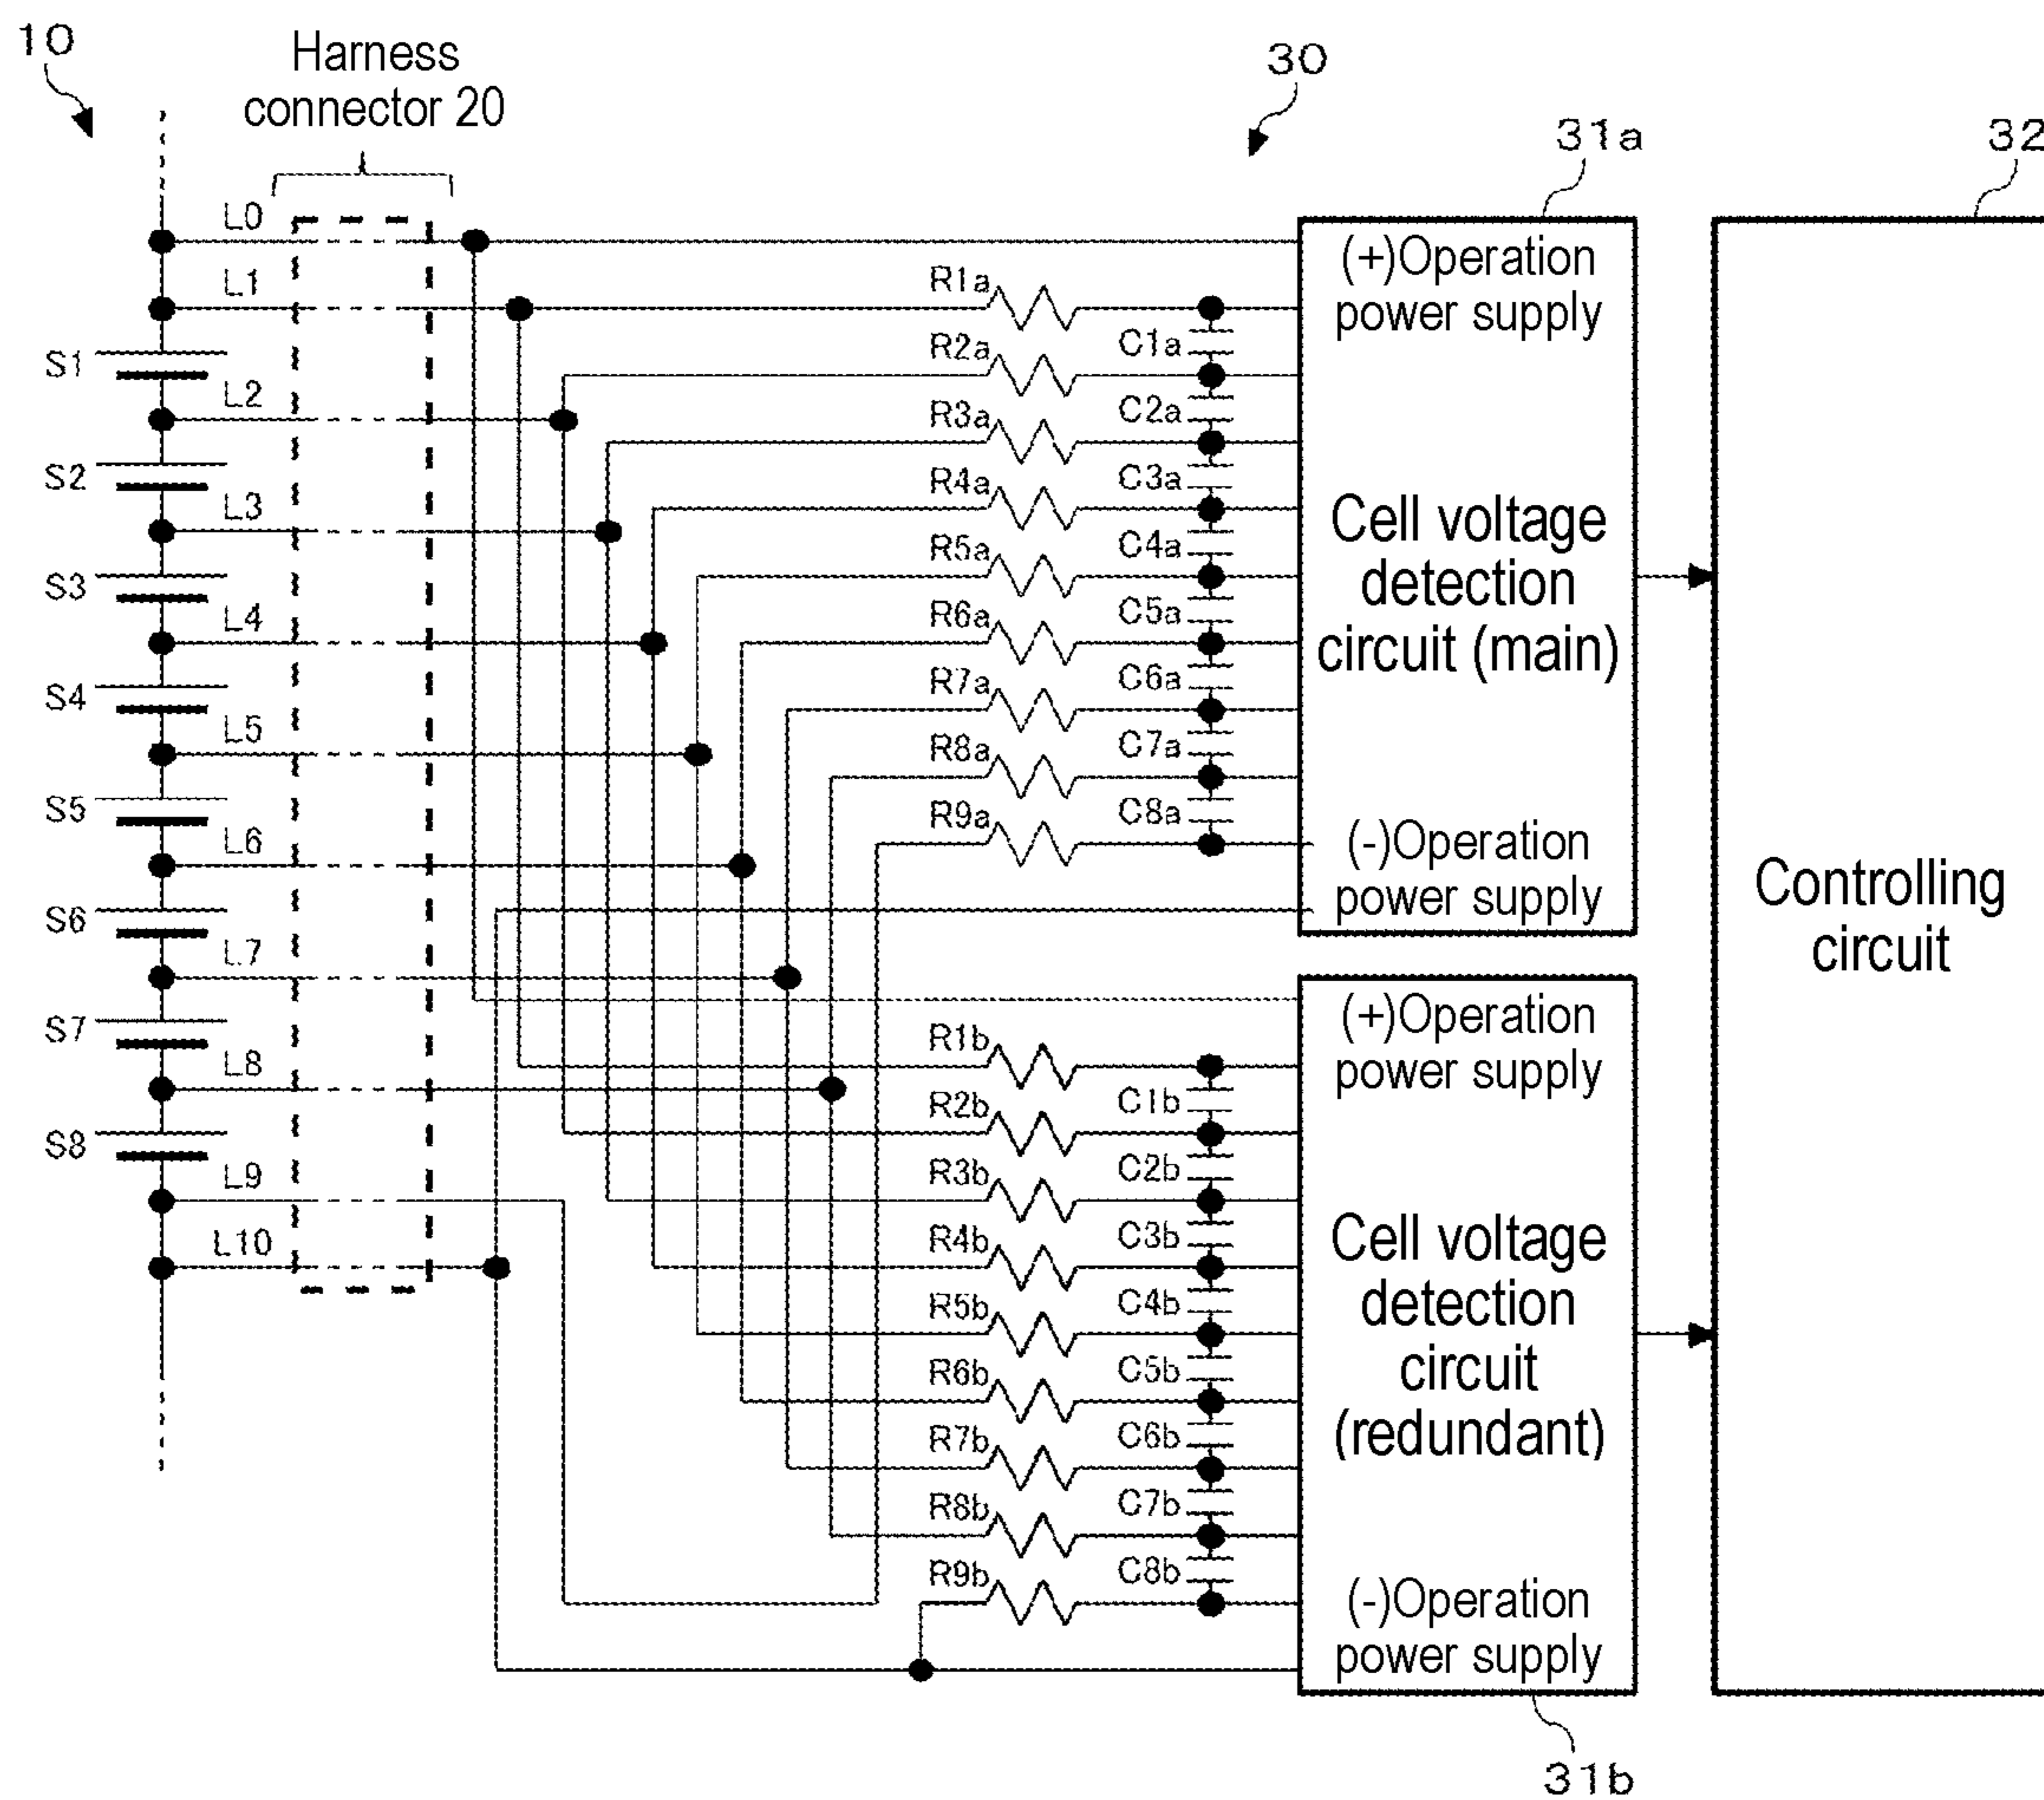 10
Harness
connector 20
30
31a
32
L0
L1
S1
L2
S2
L3
S3
L4
S4
L5
S5
L6
S6
L7
S7
L8
S8
L9
L10
R1a
R2a
R3a
R4a
R5a
R6a
R7a
R8a
R9a
C1a
C2a
C3a
C4a
C5a
C6a
C7a
C8a
(+)Operation
power supply
Cell voltage
detection
circuit (main)
(-)Operation
power supply
R1b
R2b
R3b
R4b
R5b
R6b
R7b
R8b
R9b
C1b
C2b
C3b
C4b
C5b
C6b
C7b
C8b
(+)Operation
power supply
Cell voltage
detection
circuit
(redundant)
(-)Operation
power supply
Controlling
circuit
31b